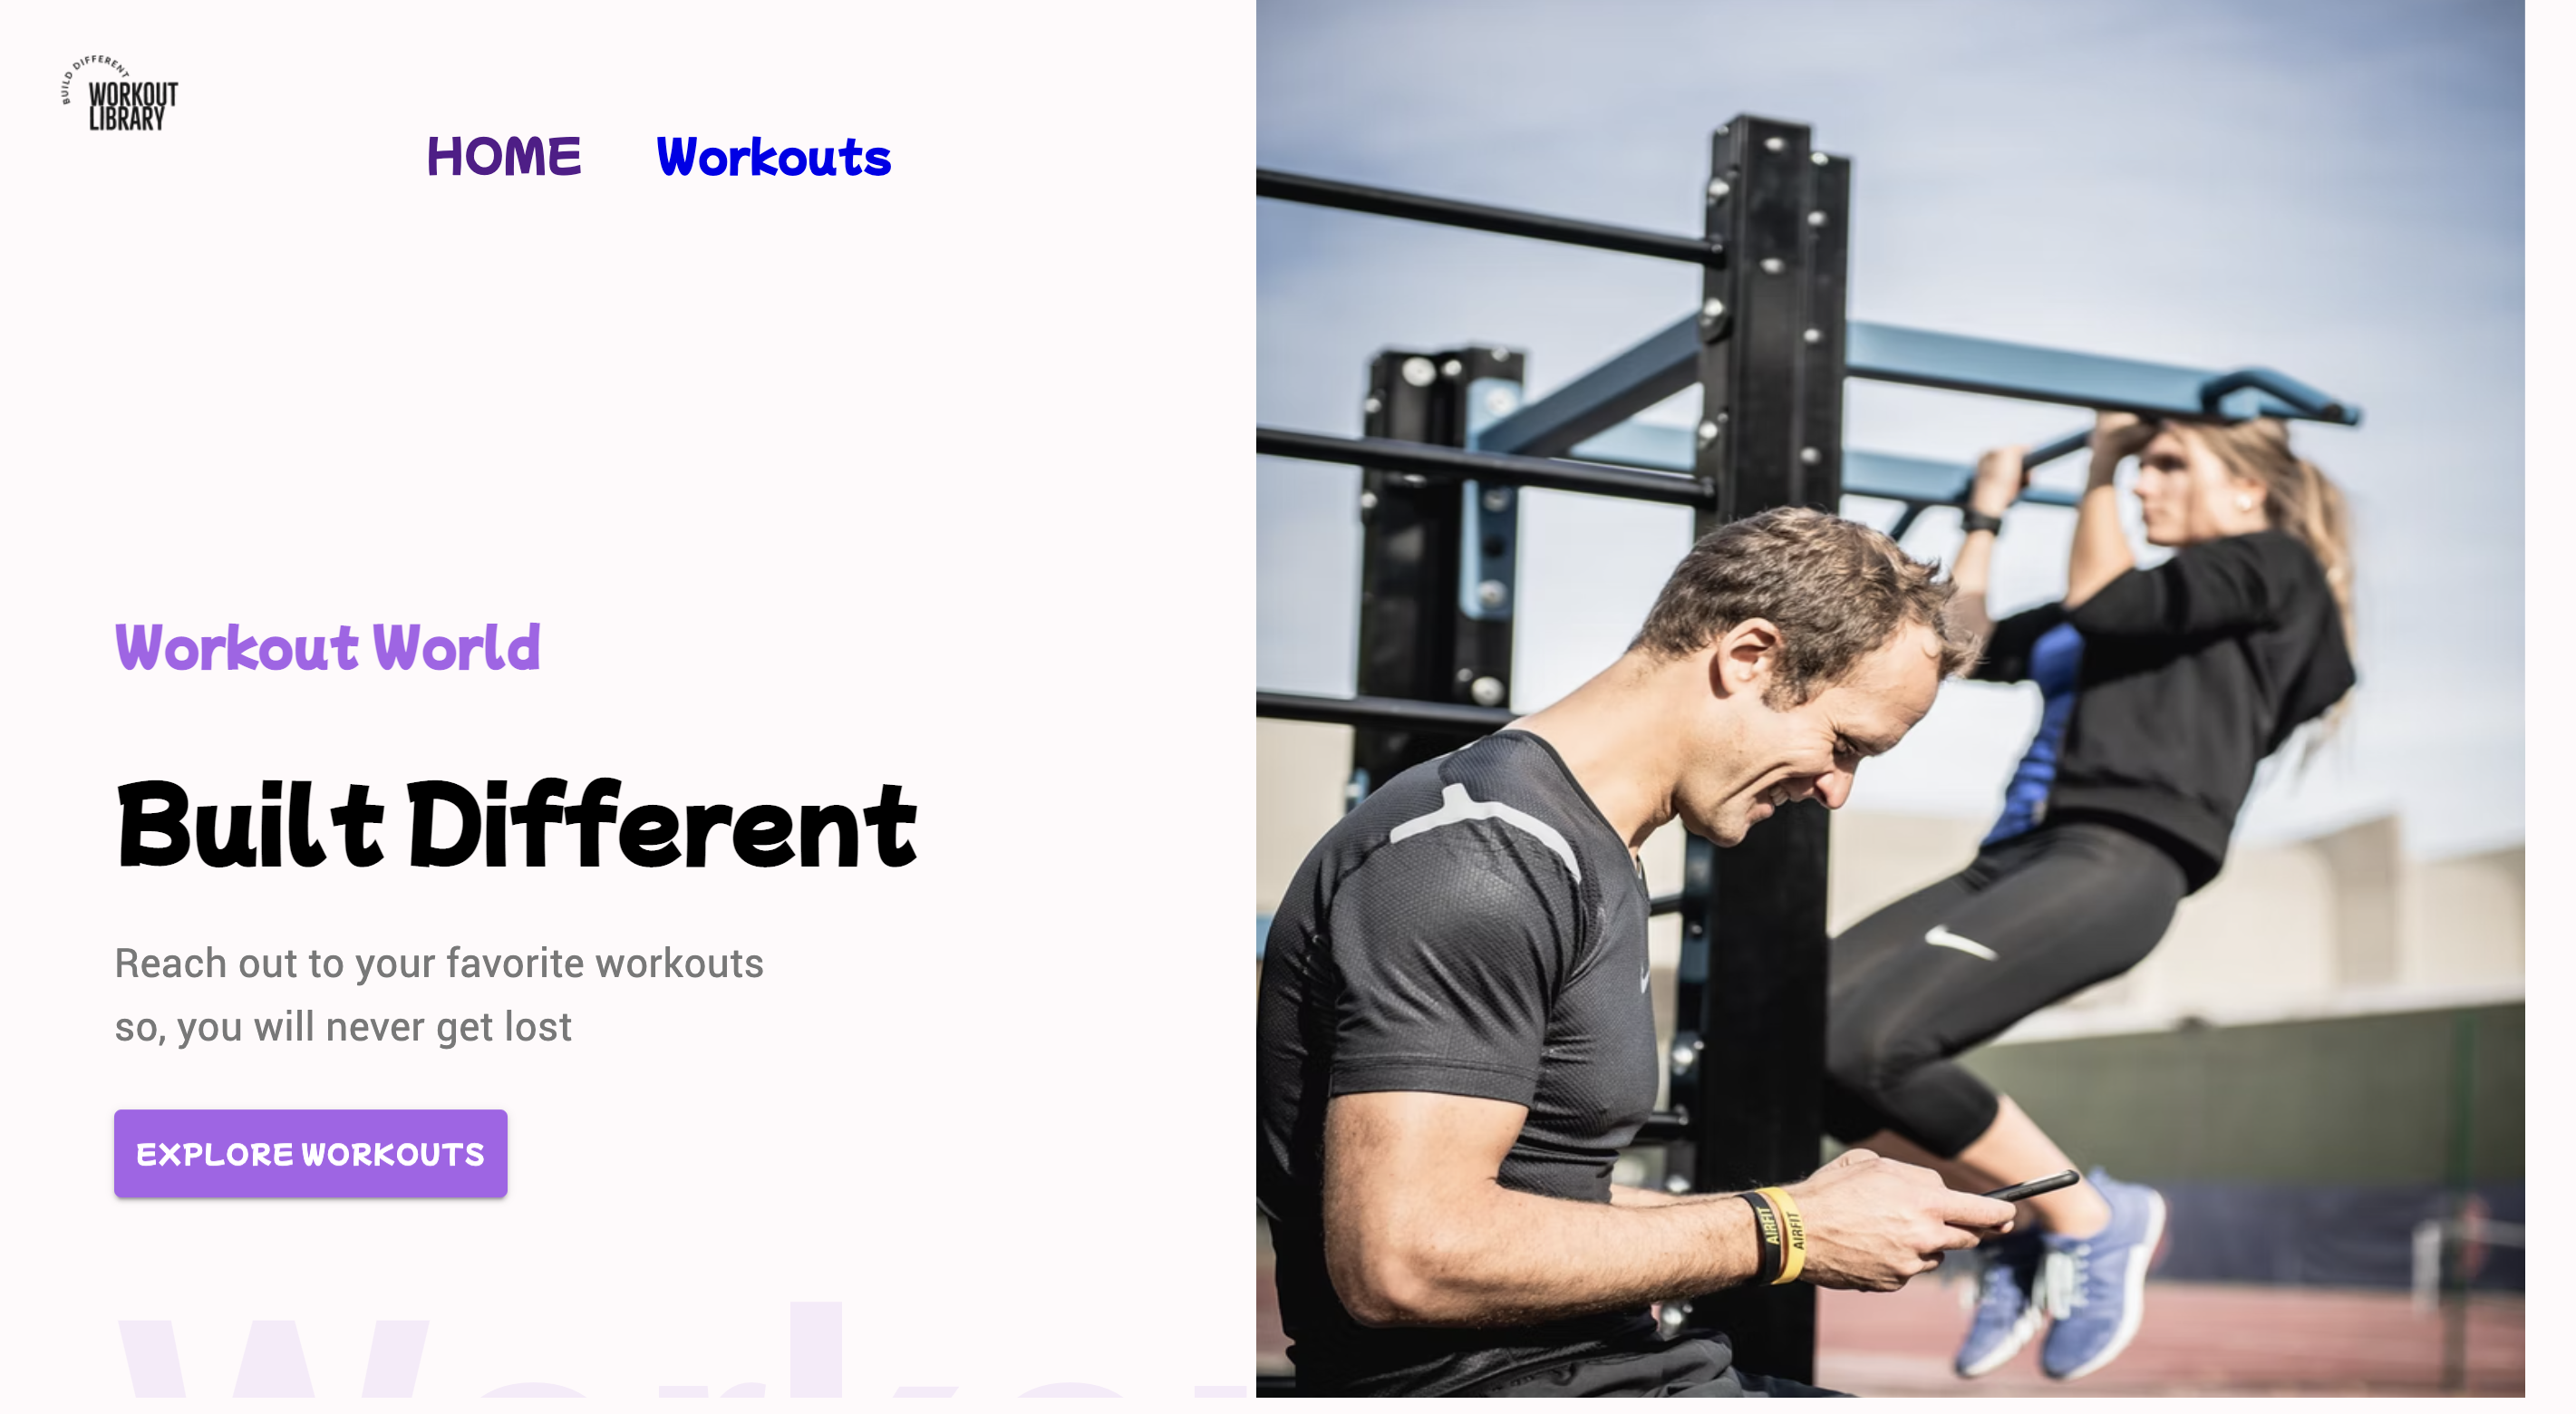 BUILD DIFFERENT
WORKOUT
LIBRARY
HOME Workouts
Workout World
Built Different
Reach out to your favorite workouts
so, you will never get lost
EXPLORE WORKOUTS
AIRFIT
AIRFIT